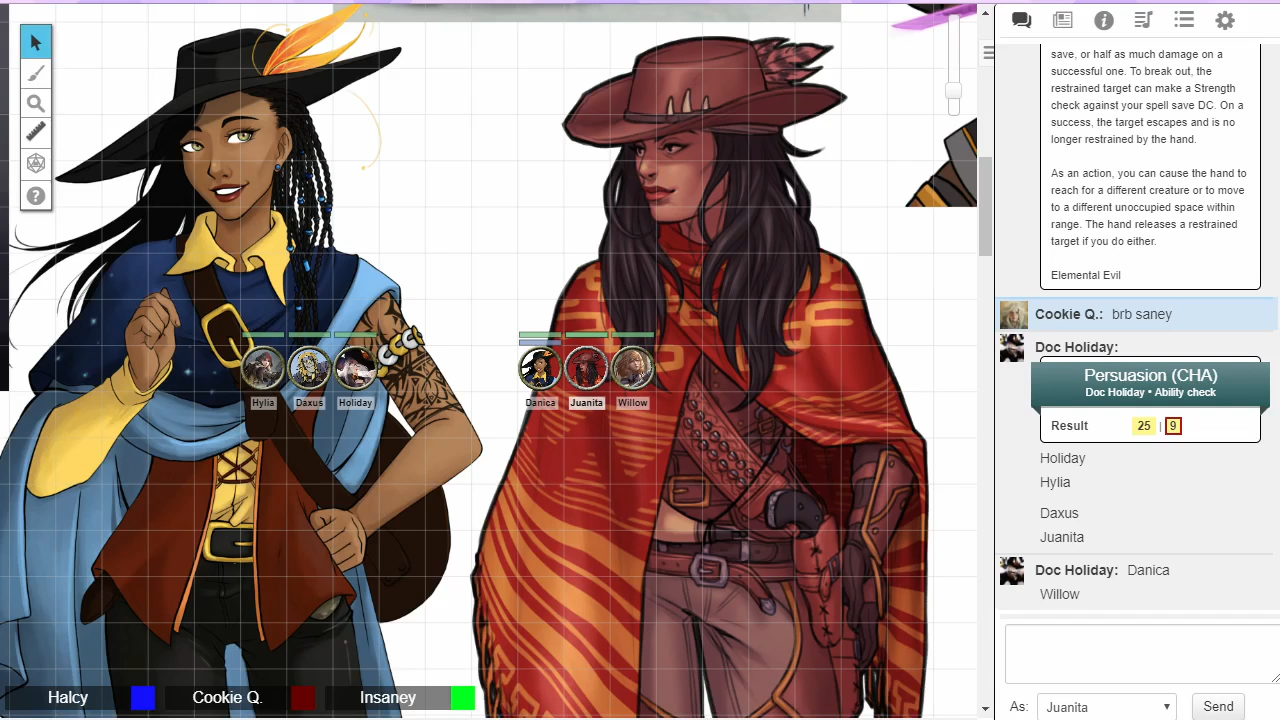 save, or half as much damage on a
successful one. To break out, the
restrained target can make a Strength
check against your spell save DC. On a
success, the target escapes and is no
longer restrained by the hand.
As an action, you can cause the hand to
reach for a different creature or to move
to a different unoccupied space within
range. The hand releases a restrained
target if you do either.
Elemental Evil
Cookie Q.: brb saney
Doc Holiday:
Persuasion (CHA)
Doc Holiday • Ability check
Result 25 | 9
Holiday
Hylia
Daxus
Juanita
Doc Holiday: Danica
Willow
As: Juanita Send
Hylia Daxus Holiday Danica Juanita Willow
Halcy Cookie Q. Insaney